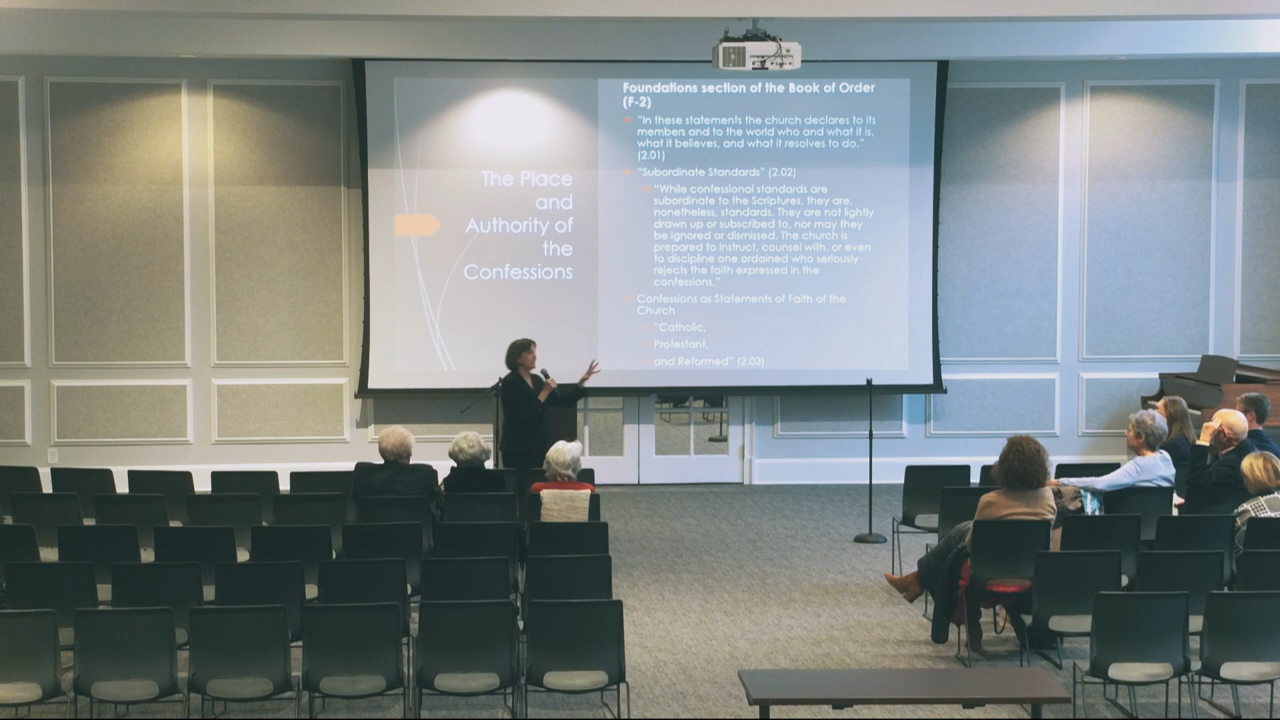 The Place
and
Authority of
the
Confessions
Foundations section of the Book of Order
(F-2)
"In these statements the church declares to its
members and to the world who and what it is,
what it believes, and what it resolves to do."
(2.01)
"Subordinate Standards" (2.02)
"While confessional standards are
subordinate to the Scriptures, they are,
nonetheless, standards. They are not lightly
drawn up or subscribed to, nor may they
be ignored or dismissed. The church is
prepared to instruct, counsel with, or even
to discipline one ordained who seriously
rejects the faith expressed in the
confessions."
Confessions as Statements of Faith of the
Church
"Catholic,
Protestant,
and Reformed" (2.03)